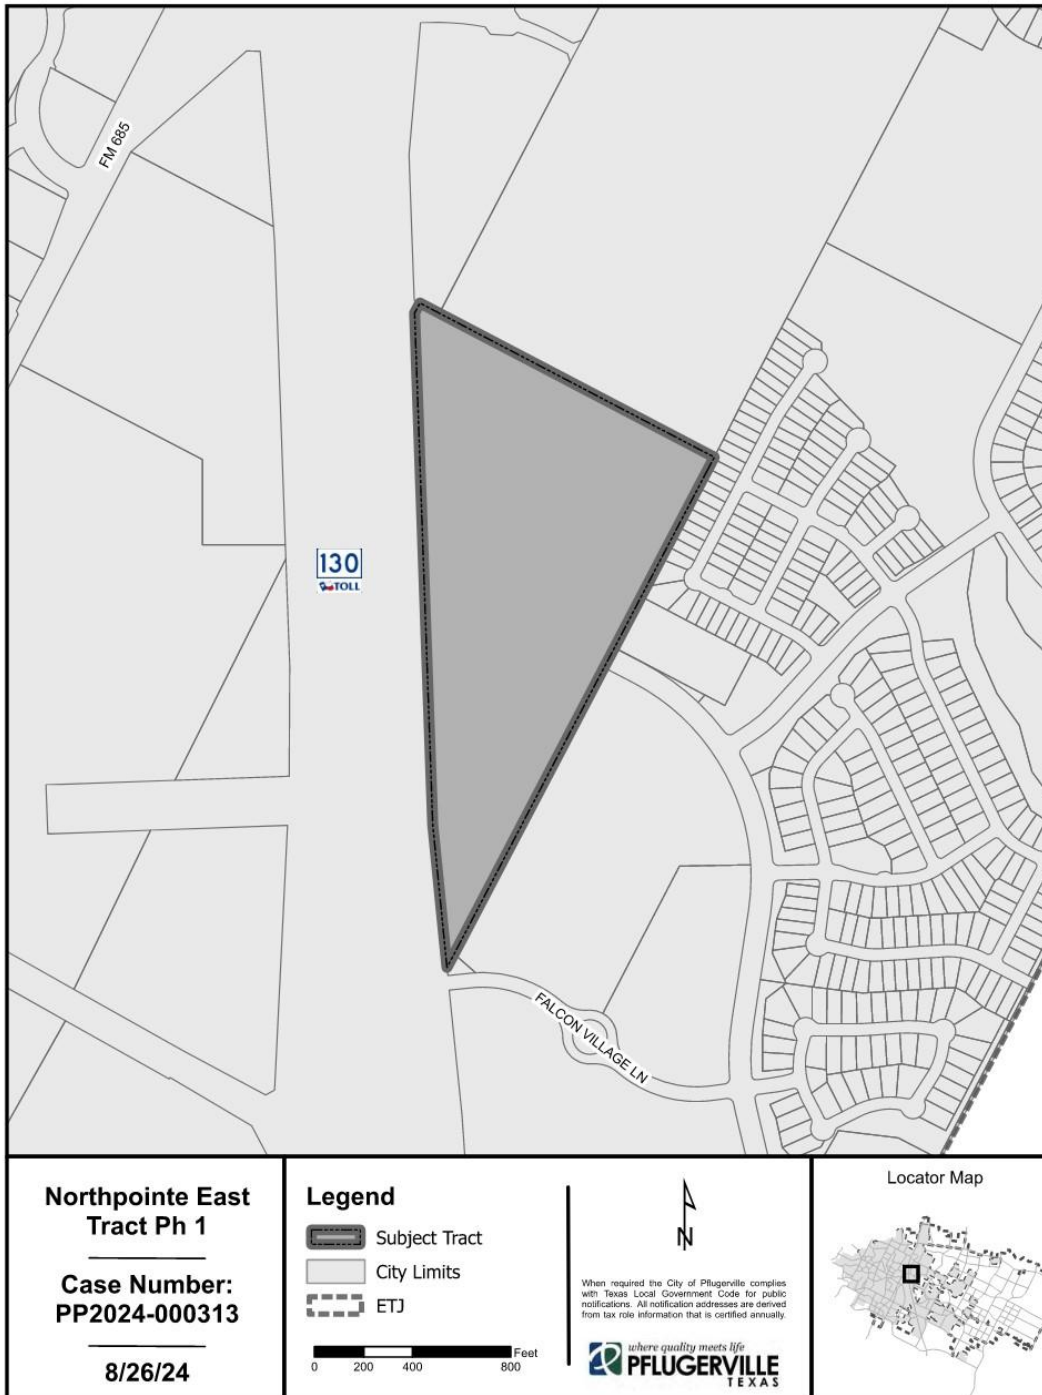 FM 685
130
TOLL
FALCON VILLAGE LN
Northpointe East
Tract Ph 1
Case Number:
PP2024-000313
8/26/24
Legend
Subject Tract
City Limits
ETJ
Feet
0 200 400 800
N
When required the City of Pflugerville complies
with Texas Local Government Code for public
notifications. All notification addresses are derived
from tax role information that is certified annually.
where quality meets life
PFLUGERVILLE
TEXAS
Locator Map